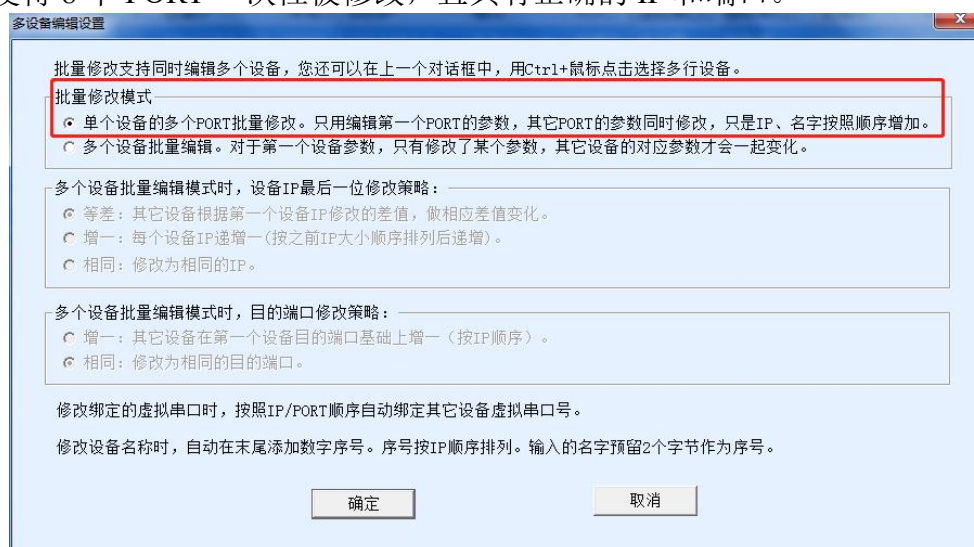 多设备编辑设置
批量修改支持同时编辑多个设备，您还可以在上一个对话框中，用Ctrl+鼠标点击选择多行设备。
批量修改模式
单个设备的多个PORT批量修改。只用编辑第一个PORT的参数，其它PORT的参数同时修改，只是IP、名字按照顺序增加。
多个设备批量编辑。对于第一个设备参数，只有修改了某个参数，其它设备的对应参数才会一起变化。
多个设备批量编辑模式时，设备IP最后一位修改策略：
等差：其它设备根据第一个设备IP修改的差值，做相应差值变化。
增一：每个设备IP递增一(按之前IP大小顺序排列后递增)。
相同：修改为相同的IP。
多个设备批量编辑模式时，目的端口修改策略：
增一：其它设备在第一个设备目的端口基础上增一（按IP顺序）。
相同：修改为相同的目的端口。
修改绑定的虚拟串口时，按照IP/PORT顺序自动绑定其它设备虚拟串口号。
修改设备名称时，自动在末尾添加数字序号。序号按IP顺序排列。输入的名字预留2个字节作为序号。
确定
取消